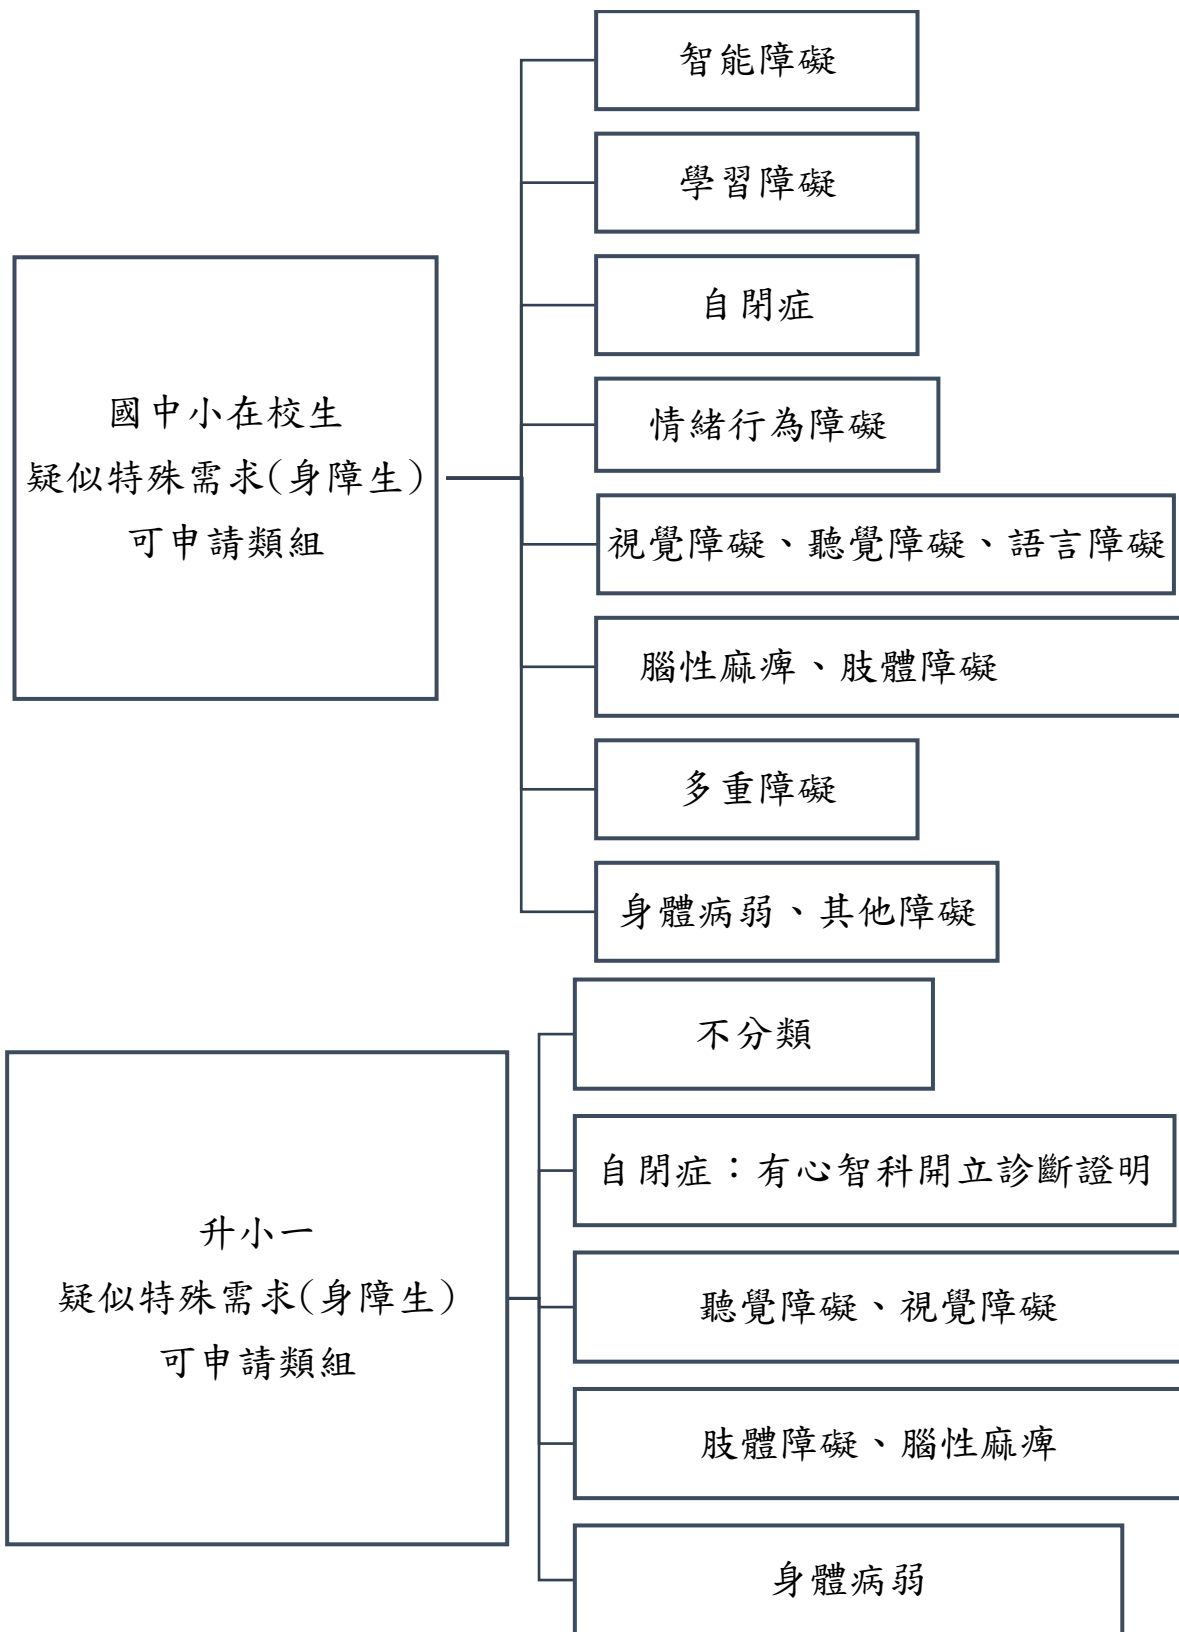 國中小在校生
疑似特殊需求(身障生)
可申請類組
智能障礙
學習障礙
自閉症
情緒行為障礙
視覺障礙、聽覺障礙、語言障礙
腦性麻痺、肢體障礙
多重障礙
身體病弱、其他障礙
升小一
疑似特殊需求(身障生)
可申請類組
不分類
自閉症：有心智科開立診斷證明
聽覺障礙、視覺障礙
肢體障礙、腦性麻痺
身體病弱